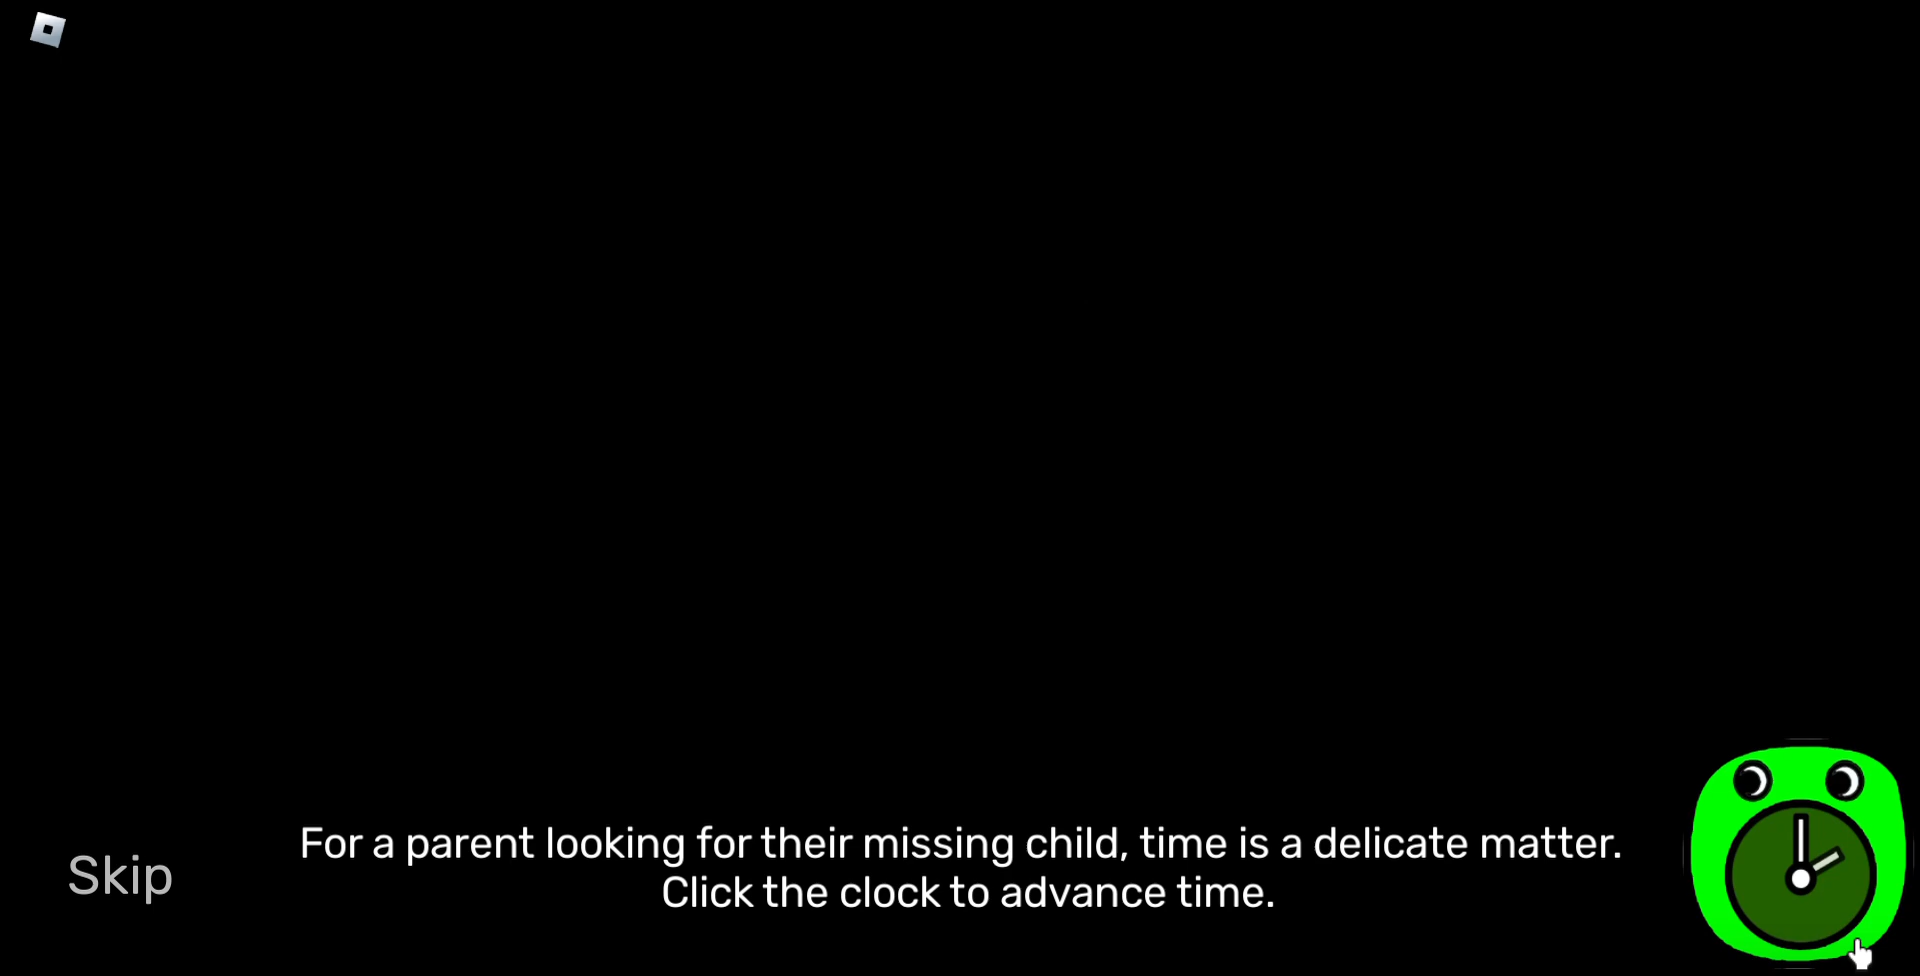 For a parent looking for their missing child, time is a delicate matter.
Click the clock to advance time.
Skip